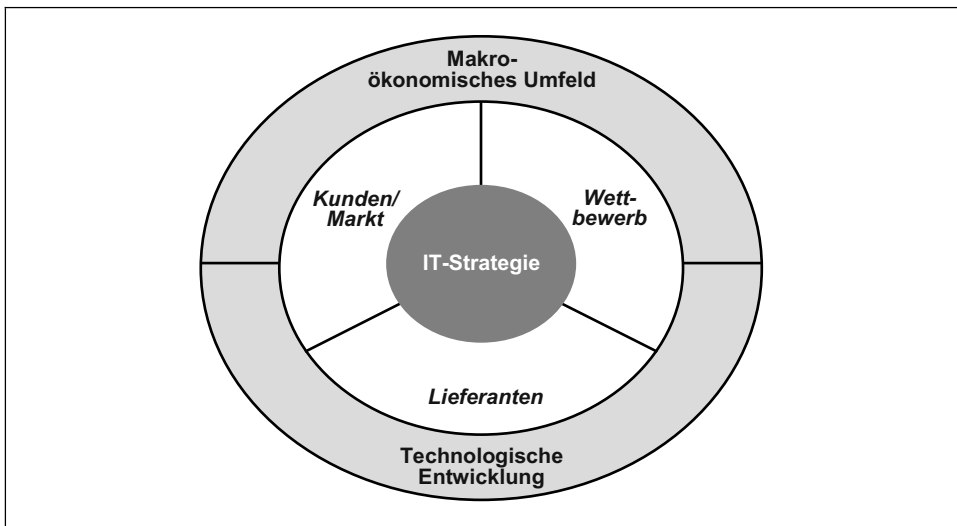 Makro-
ökonomisches Umfeld
Kunden/
Markt
Wett-
bewerb
IT-Strategie
Lieferanten
Technologische
Entwicklung